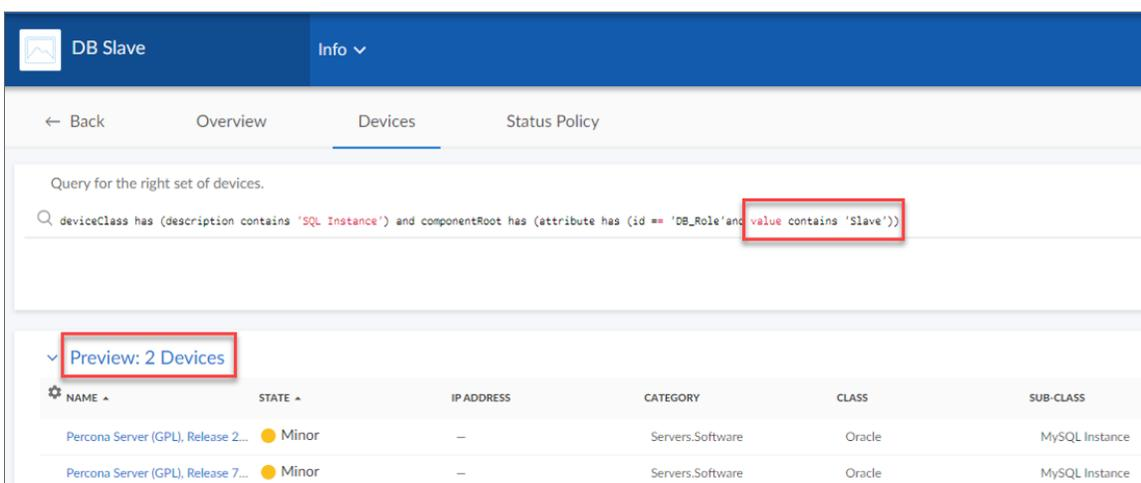 DB Slave
Info
← Back Overview Devices Status Policy
Query for the right set of devices.
deviceClass has (description contains 'SQL Instance') and componentRoot has (attribute has (id == 'DB_Role'and value contains 'Slave'))
Preview: 2 Devices
NAME STATE IP ADDRESS CATEGORY CLASS SUB-CLASS
Percona Server (GPL), Release 2... Minor — Servers.Software Oracle MySQL Instance
Percona Server (GPL), Release 7... Minor — Servers.Software Oracle MySQL Instance